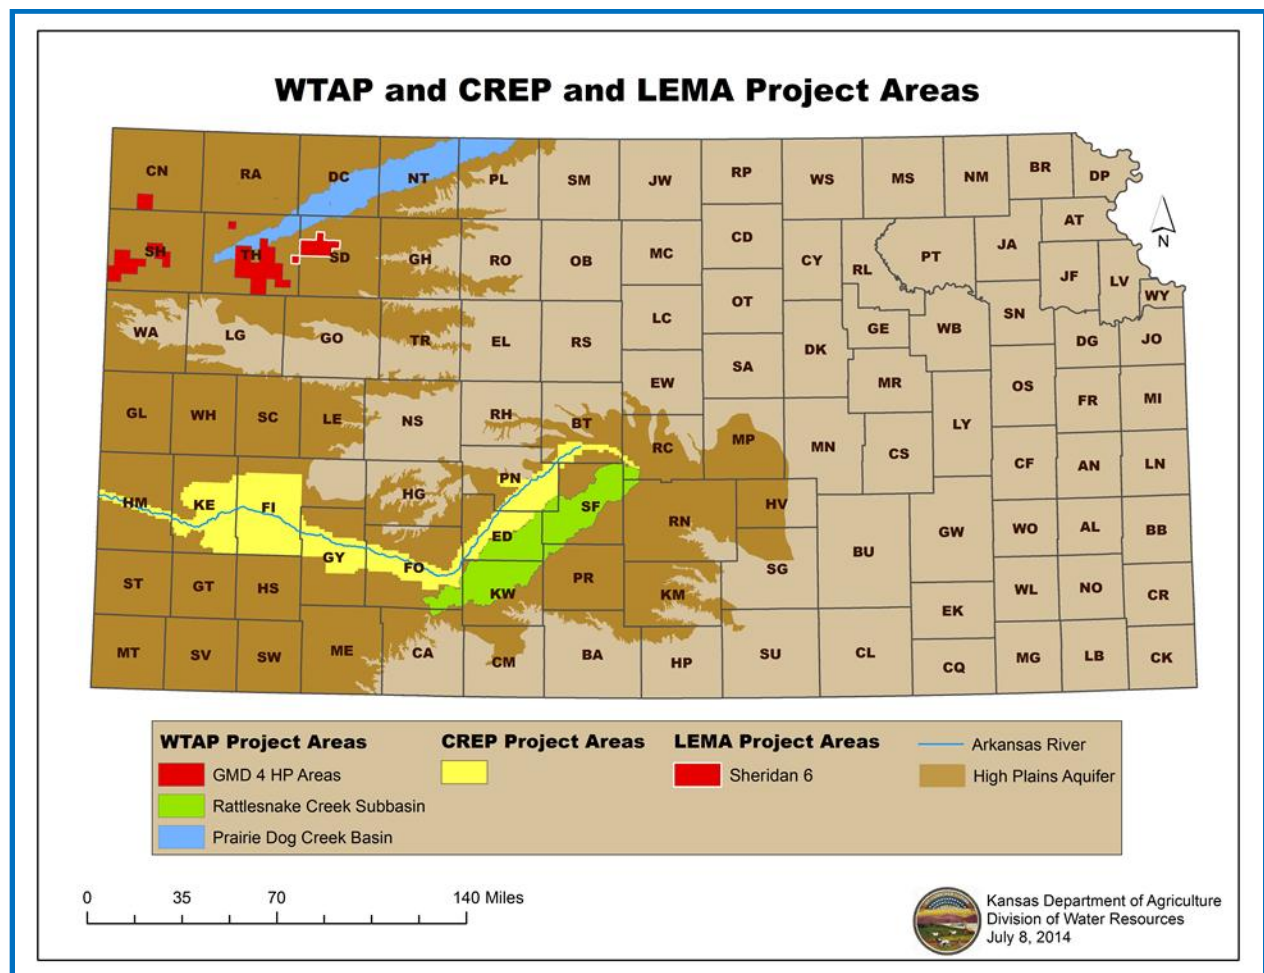 WTAP and CREP and LEMA Project Areas
CN RA DC NT PL SM JW RP WS MS NM BR DP
AT
N
SH TH SD GH RO OB MC CD CY RL PT JA JF LV WY
WA LG GO TR EL RS LC OT DK GE WB SN DG JO
SA
GL WH SC LE NS RH BT EW MR OS FR MI
RC MP MN CS LY
HM KE FI HG PN SF CF AN LN
GY FO ED RN HV BU GW WO AL BB
ST GT HS KW PR KM SG EK WL NO CR
MT SV SW ME CA CM BA HP SU CL CQ MG LB CK
WTAP Project Areas CREP Project Areas LEMA Project Areas Arkansas River
GMD 4 HP Areas Sheridan 6 High Plains Aquifer
Rattlesnake Creek Subbasin
Prairie Dog Creek Basin
0 35 70 140 Miles
Kansas Department of Agriculture
Division of Water Resources
July 8, 2014